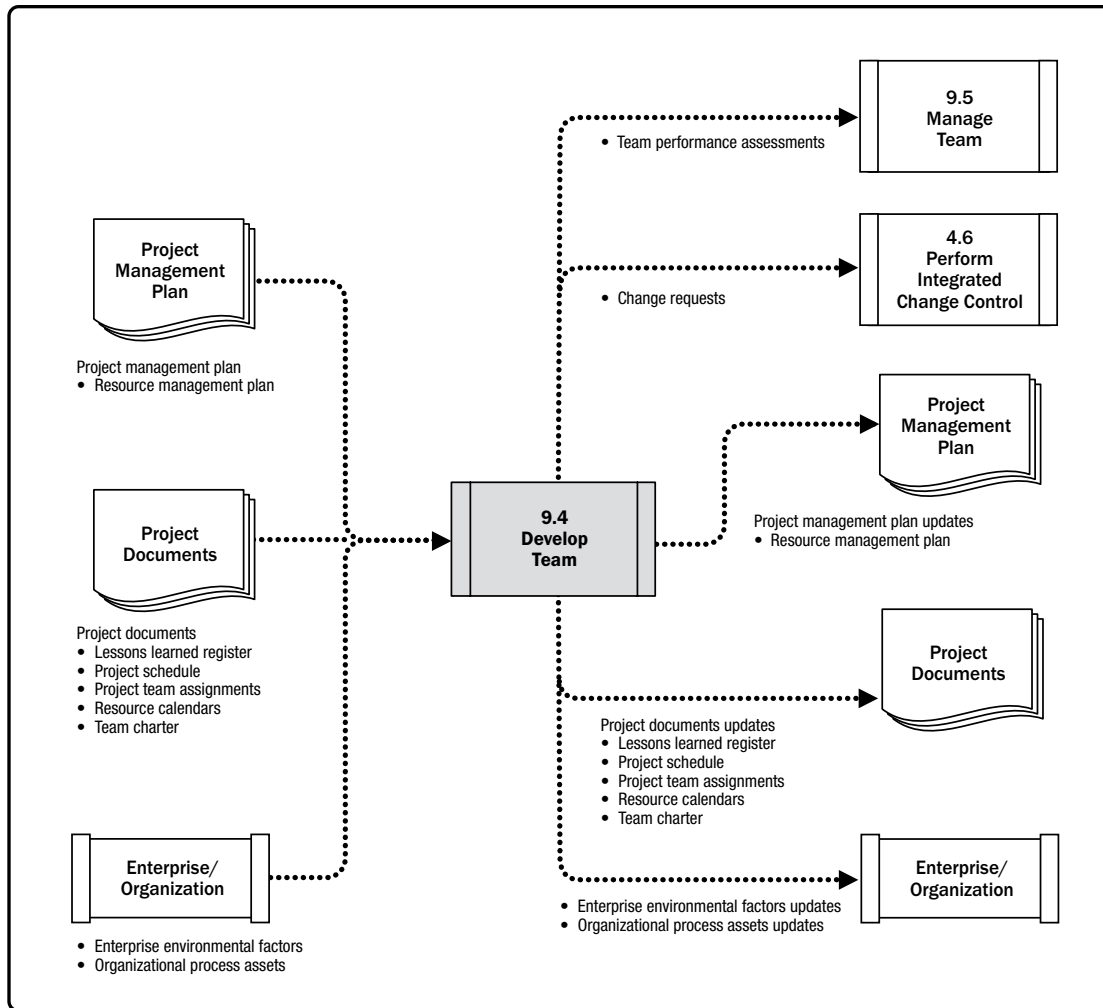 Project
Management
Plan
Project management plan
• Resource management plan
Project
Documents
Project documents
• Lessons learned register
• Project schedule
• Project team assignments
• Resource calendars
• Team charter
Enterprise/
Organization
• Enterprise environmental factors
• Organizational process assets
9.4
Develop
Team
• Team performance assessments
9.5
Manage
Team
• Change requests
4.6
Perform
Integrated
Change Control
Project
Management
Plan
Project management plan updates
• Resource management plan
Project
Documents
Project documents updates
• Lessons learned register
• Project schedule
• Project team assignments
• Resource calendars
• Team charter
Enterprise/
Organization
• Enterprise environmental factors updates
• Organizational process assets updates